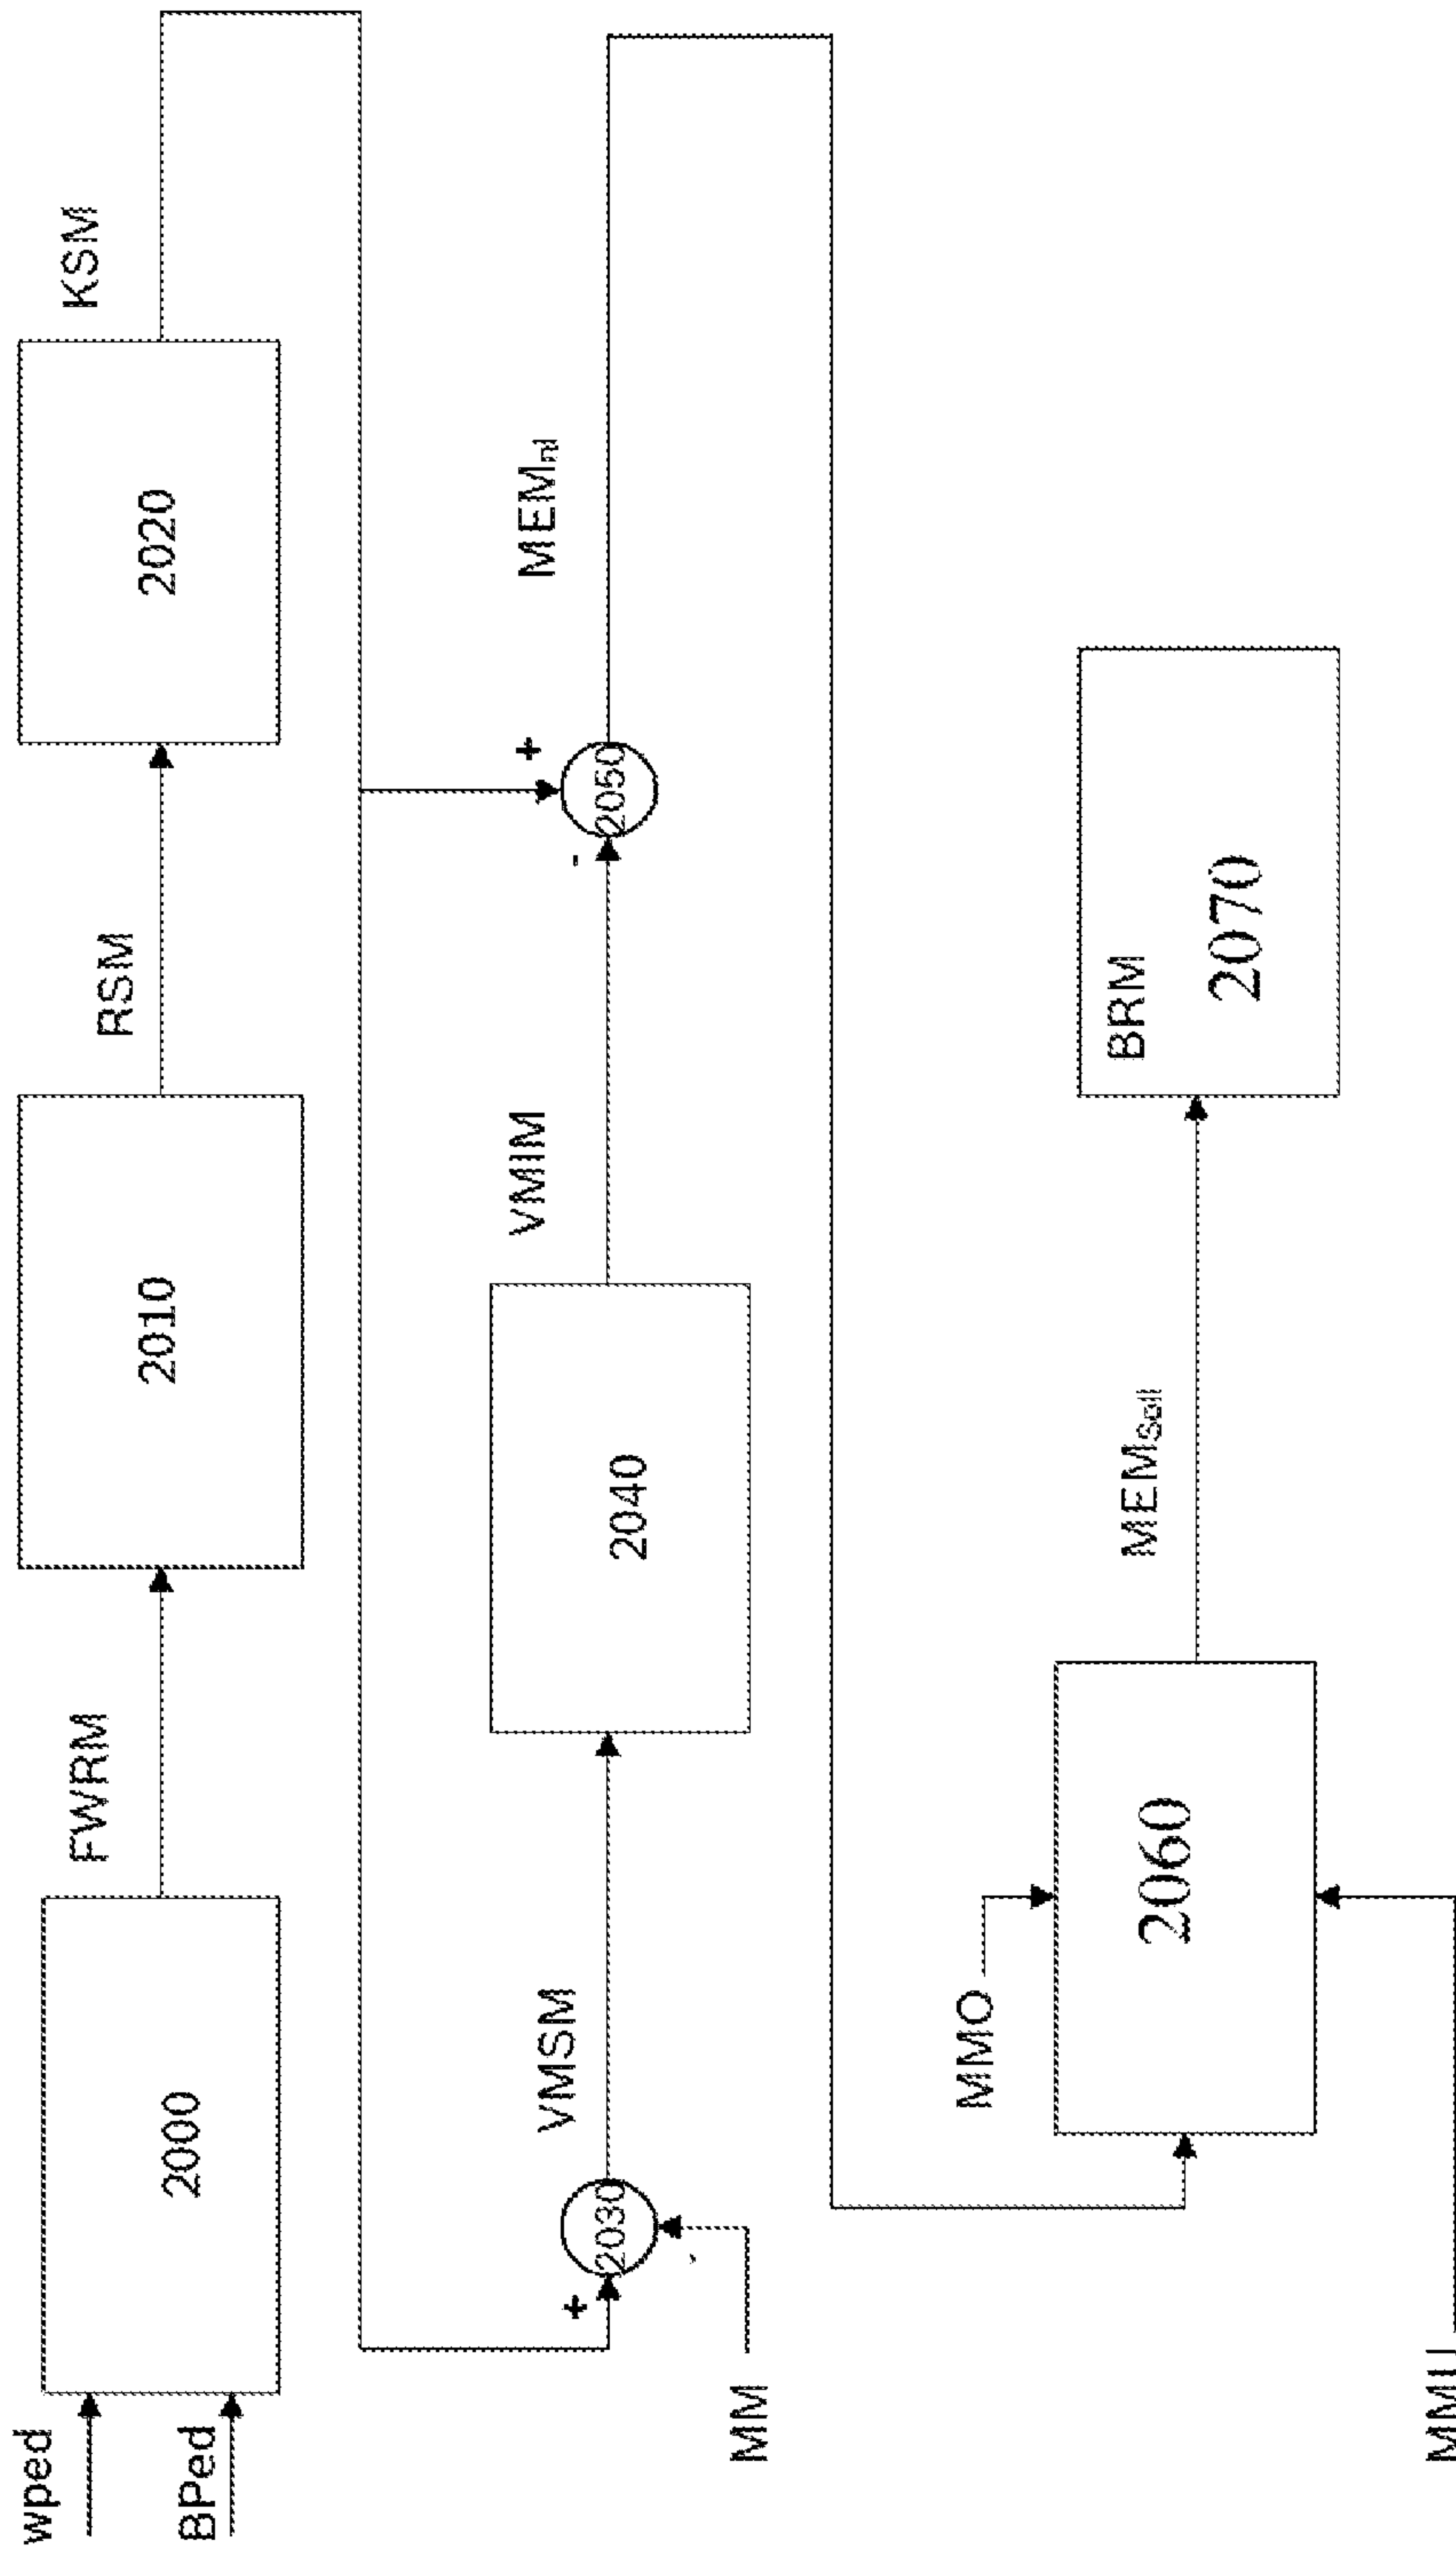 wped
BPed
2000
FWRM
2010
RSM
2020
KSM
MM
+
-
2030
VMSM
2040
VMIM
-
+
2050
MMO
MMU
2060
MEMSoll
BRM
2070